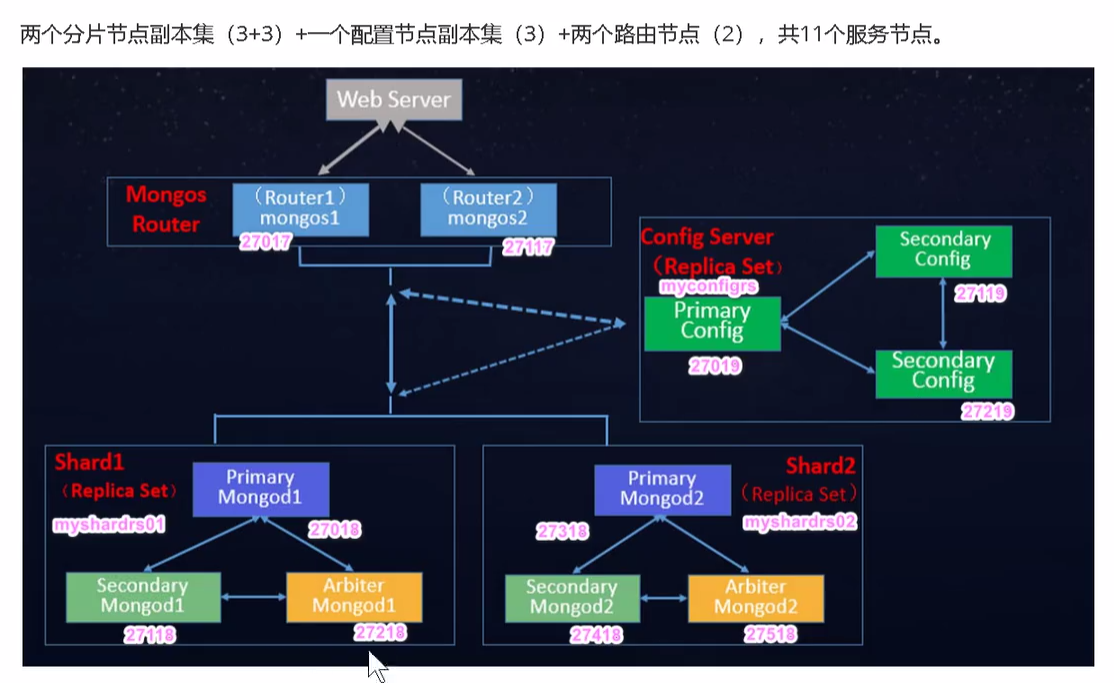 两个分片节点副本集（3+3）+一个配置节点副本集（3）+两个路由节点（2），共11个服务节点。
Web Server
Mongos
Router
（Router1）
mongos1
27017
（Router2）
mongos2
27117
Config Server
（Replica Set）
myconfigrs
Primary
Config
27019
Secondary
Config
27119
Secondary
Config
27219
Shard1
（Replica Set）
myshardrs01
Primary
Mongod1
27018
Secondary
Mongod1
27118
Arbiter
Mongod1
27218
Shard2
（Replica Set）
myshardrs02
Primary
Mongod2
27318
Secondary
Mongod2
27418
Arbiter
Mongod2
27518